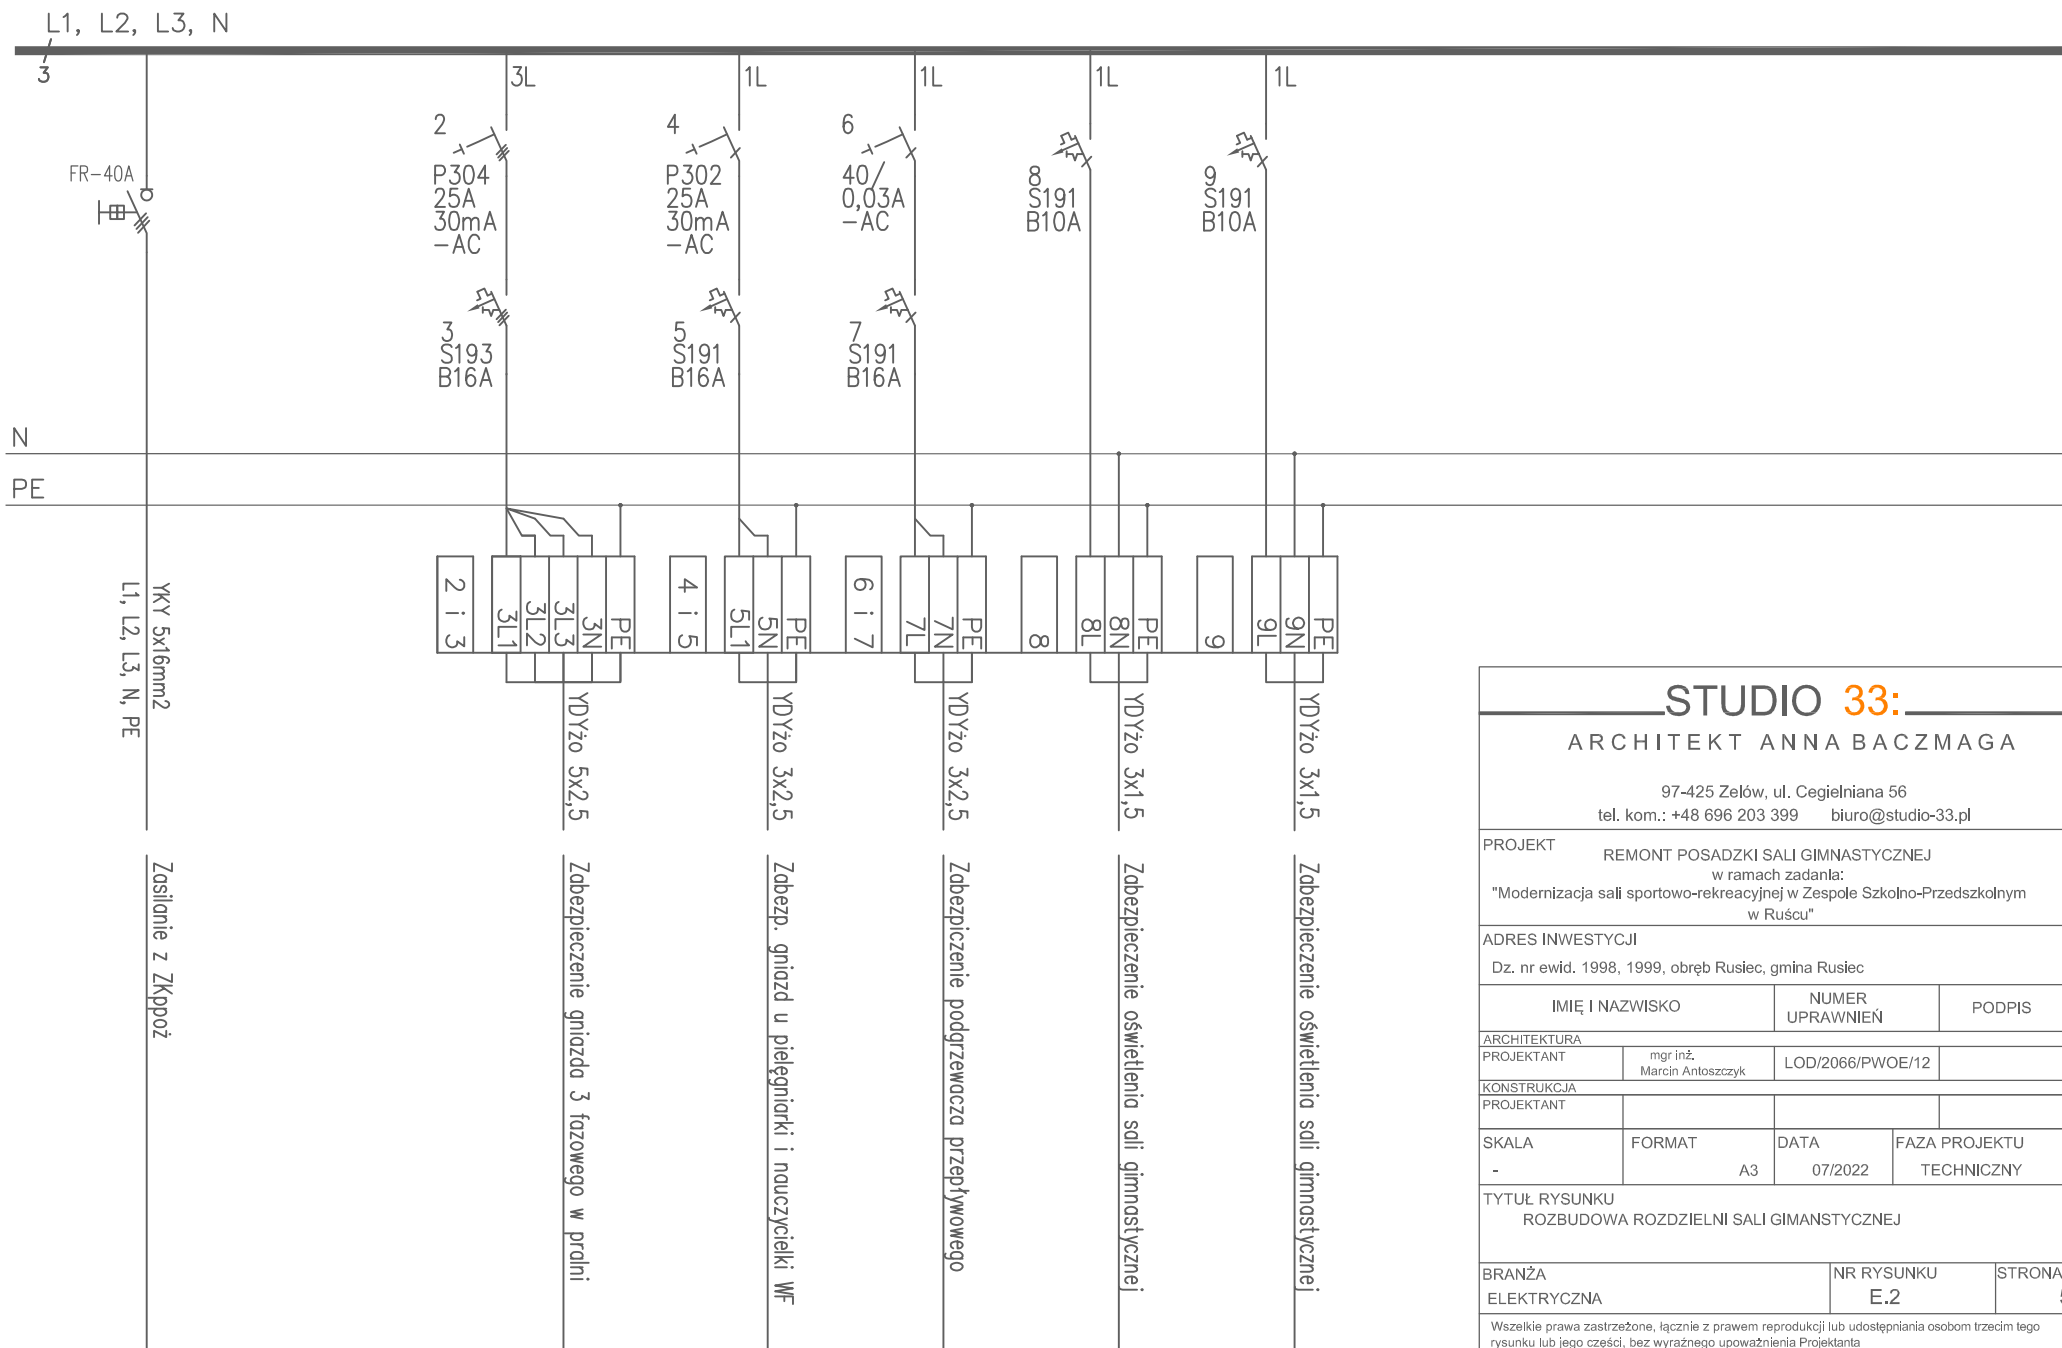 L1, L2, L3, N
3
3L
1L
1L
1L
1L
FR-40A
2
P304
25A
30mA
-AC
4
P302
25A
30mA
-AC
6
40/
0,03A
-AC
8
S191
B10A
9
S191
B10A
3
S193
B16A
5
S191
B16A
7
S191
B16A
N
PE
YKY 5x16mm2
L1, L2, L3, N, PE
2 i 3
3L1
3L2
3L3
3N
PE
4 i 5
5L1
5N
PE
6 i 7
7L
7N
PE
8
8L
8N
PE
9
9L
9N
PE
YDYżo 5x2,5
YDYżo 3x2,5
YDYżo 3x2,5
YDYżo 3x1,5
YDYżo 3x1,5
Zasilanie z ZKppoż
Zabezpieczenie gniazda 3 fazowego w pralni
Zabezp. gniazd u pielęgniarki i nauczycielki WF
Zabezpiczenie podgrzewacza przepływowego
Zabezpieczenie oświetlenia sali gimnastycznej
Zabezpieczenie oświetlenia sali gimnastycznej
STUDIO 33:
ARCHITEKT ANNA BACZMAGA
97-425 Zelów, ul. Cegielniana 56
tel. kom.: +48 696 203 399 biuro@studio-33.pl
PROJEKT
REMONT POSADZKI SALI GIMNASTYCZNEJ
w ramach zadania:
"Modernizacja sali sportowo-rekreacyjnej w Zespole Szkolno-Przedszkolnym
w Ruścu"
ADRES INWESTYCJI
Dz. nr ewid. 1998, 1999, obręb Rusiec, gmina Rusiec
IMIĘ I NAZWISKO
NUMER
UPRAWNIEŃ
PODPIS
ARCHITEKTURA
PROJEKTANT
mgr inż.
Marcin Antoszczyk
LOD/2066/PWOE/12
KONSTRUKCJA
PROJEKTANT
SKALA
-
FORMAT
A3
DATA
07/2022
FAZA PROJEKTU
TECHNICZNY
TYTUŁ RYSUNKU
ROZBUDOWA ROZDZIELNI SALI GIMANSTYCZNEJ
BRANŻA
ELEKTRYCZNA
NR RYSUNKU
E.2
STRONA
Wszelkie prawa zastrzeżone, łącznie z prawem reprodukcji lub udostępniania osobom trzecim tego
rysunku lub jego części, bez wyraźnego upoważnienia Projektanta